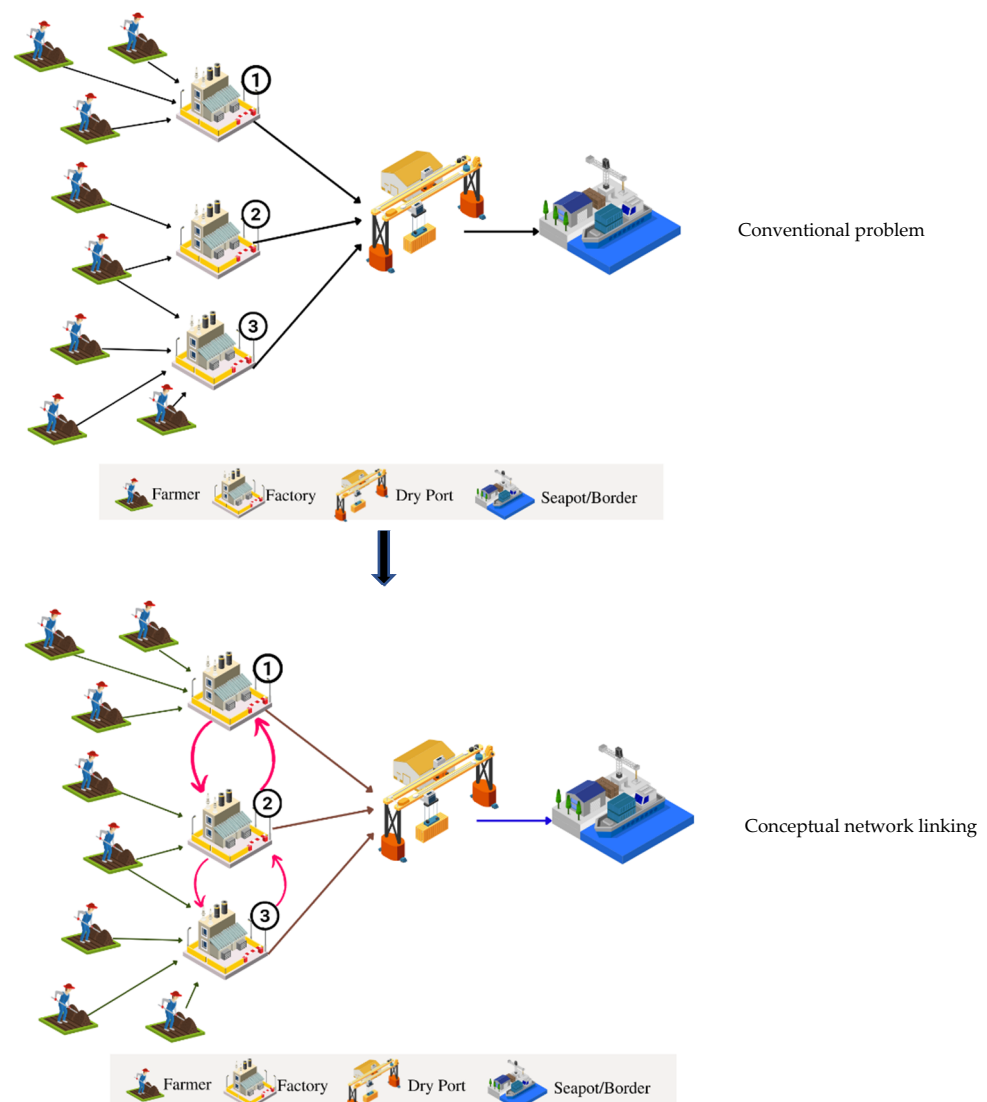 1
2
Conventional problem
3
Farmer Factory Dry Port Seapot/Border
1
2
Conceptual network linking
3
Farmer Factory Dry Port Seapot/Border